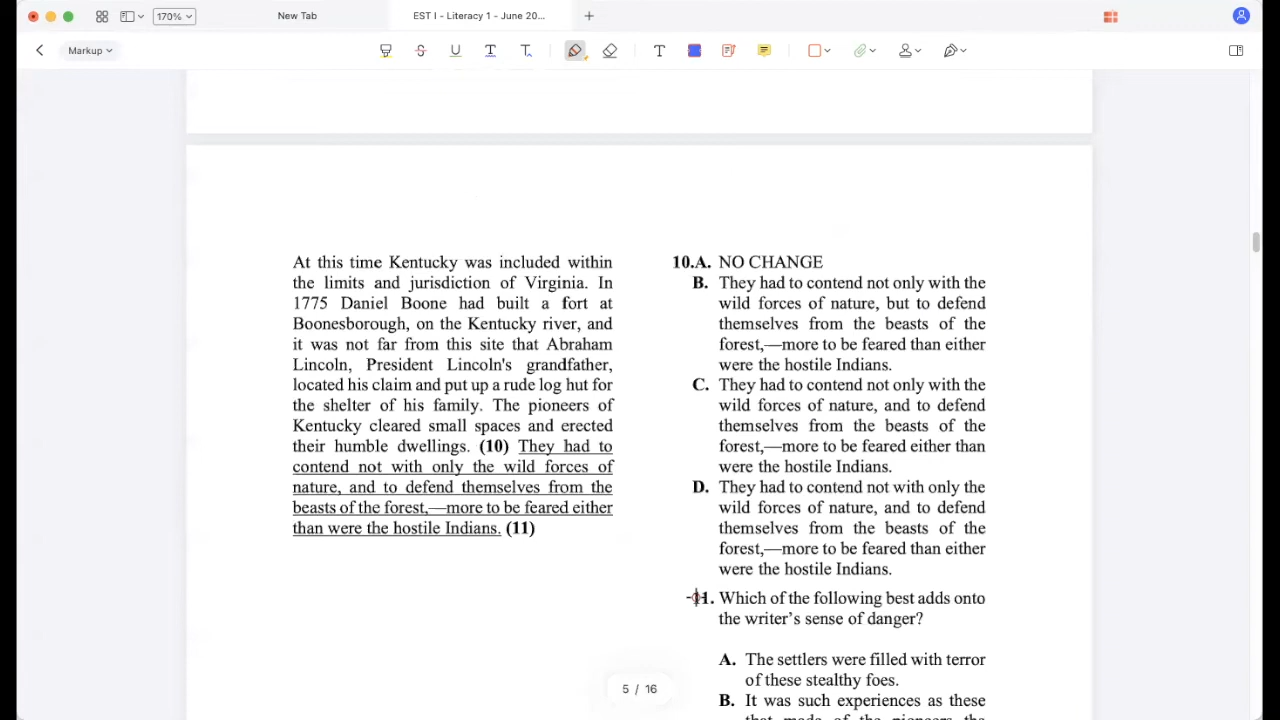 170%
New Tab
EST I - Literacy 1 - June 20...
Markup
At this time Kentucky was included within
the limits and jurisdiction of Virginia. In
1775 Daniel Boone had built a fort at
Boonesborough, on the Kentucky river, and
it was not far from this site that Abraham
Lincoln, President Lincoln's grandfather,
located his claim and put up a rude log hut for
the shelter of his family. The pioneers of
Kentucky cleared small spaces and erected
their humble dwellings. (10) They had to
contend not with only the wild forces of
nature, and to defend themselves from the
beasts of the forest,—more to be feared either
than were the hostile Indians. (11)
10.A. NO CHANGE
B. They had to contend not only with the
wild forces of nature, but to defend
themselves from the beasts of the
forest,—more to be feared than either
were the hostile Indians.
C. They had to contend not only with the
wild forces of nature, and to defend
themselves from the beasts of the
forest,—more to be feared either than
were the hostile Indians.
D. They had to contend not with only the
wild forces of nature, and to defend
themselves from the beasts of the
forest,—more to be feared than either
were the hostile Indians.
11. Which of the following best adds onto
the writer's sense of danger?
A. The settlers were filled with terror
of these stealthy foes.
B. It was such experiences as these
that made of the pioneers the
5 / 16